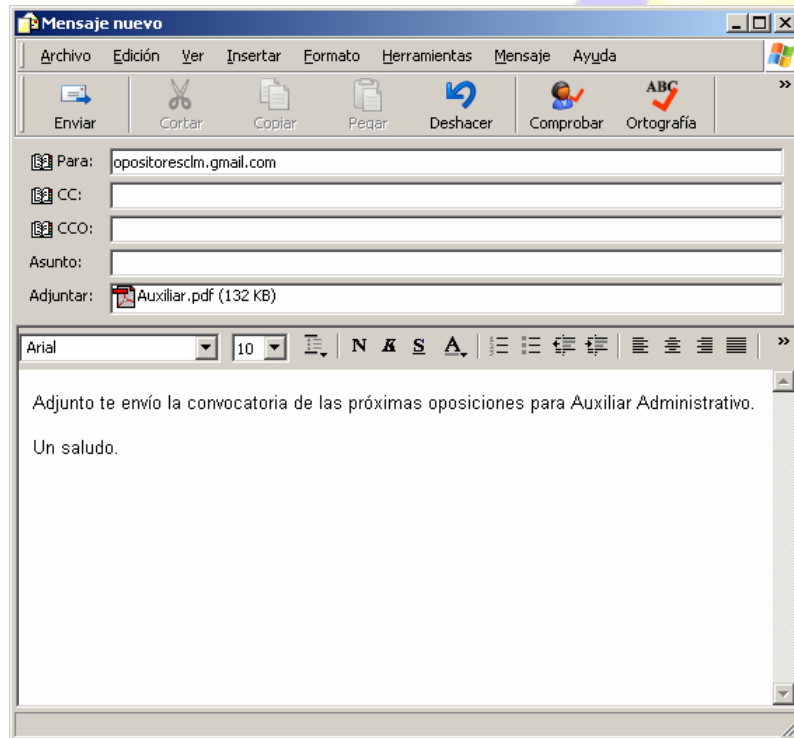 Mensaje nuevo
Archivo Edición Ver Insertar Formato Herramientas Mensaje Ayuda
ABC
Enviar Cortar Copiar Pegar Deshacer Comprobar Ortografía »
Para: opositoresclm.gmail.com
CC:
CCO:
Asunto:
Adjuntar: Auxiliar.pdf (132 KB)
Arial 10 N K S A »
Adjunto te envío la convocatoria de las próximas oposiciones para Auxiliar Administrativo.
Un saludo.